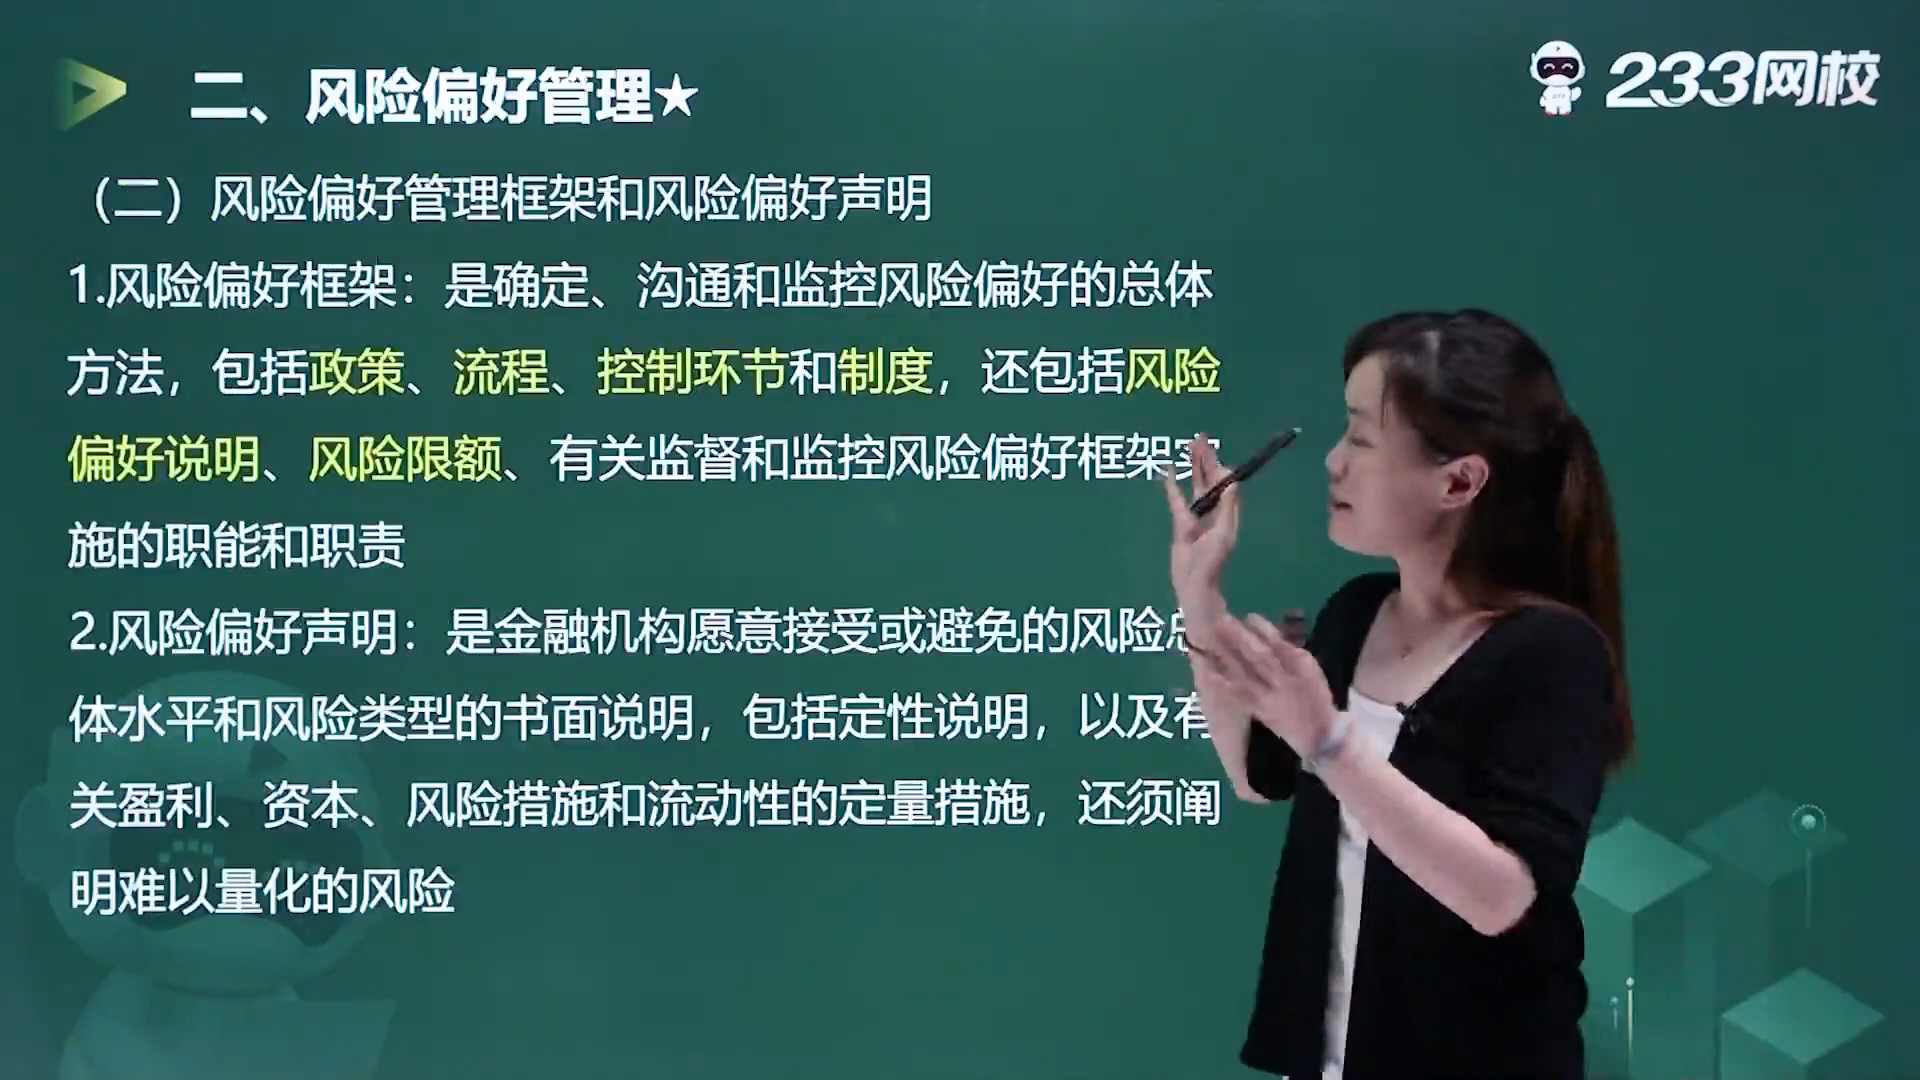 二、风险偏好管理★
233网校
（二）风险偏好管理框架和风险偏好声明
1.风险偏好框架：是确定、沟通和监控风险偏好的总体
方法，包括政策、流程、控制环节和制度，还包括风险
偏好说明、风险限额、有关监督和监控风险偏好框架实
施的职能和职责
2.风险偏好声明：是金融机构愿意接受或避免的风险总
体水平和风险类型的书面说明，包括定性说明，以及有
关盈利、资本、风险措施和流动性的定量措施，还须阐
明难以量化的风险